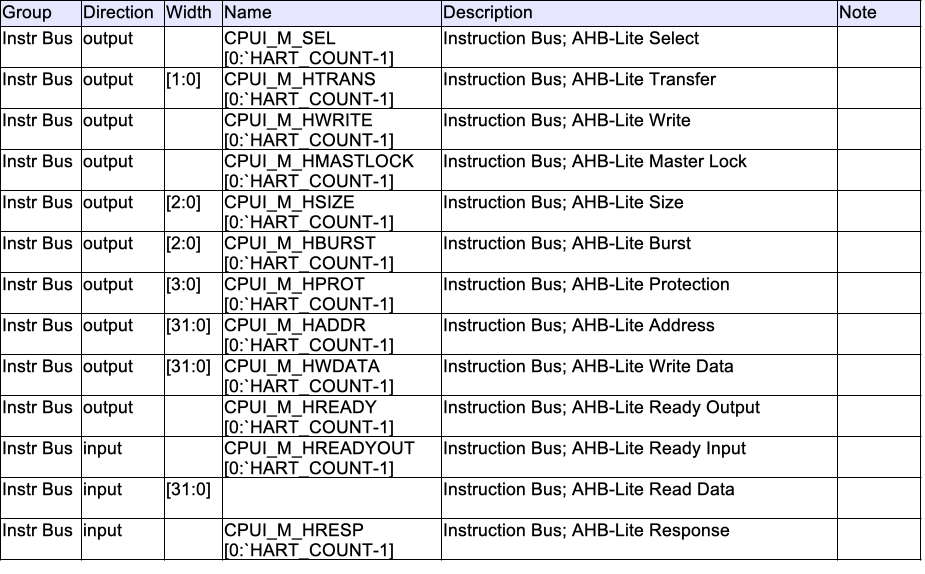 Group Direction Width Name Description Note
Instr Bus output CPUI_M_SEL Instruction Bus; AHB-Lite Select
[0:`HART_COUNT-1]
Instr Bus output [1:0] CPUI_M_HTRANS Instruction Bus; AHB-Lite Transfer
[0:`HART_COUNT-1]
Instr Bus output CPUI_M_HWRITE Instruction Bus; AHB-Lite Write
[0:`HART_COUNT-1]
Instr Bus output CPUI_M_HMASTLOCK Instruction Bus; AHB-Lite Master Lock
[0:`HART_COUNT-1]
Instr Bus output [2:0] CPUI_M_HSIZE Instruction Bus; AHB-Lite Size
[0:`HART_COUNT-1]
Instr Bus output [2:0] CPUI_M_HBURST Instruction Bus; AHB-Lite Burst
[0:`HART_COUNT-1]
Instr Bus output [3:0] CPUI_M_HPROT Instruction Bus; AHB-Lite Protection
[0:`HART_COUNT-1]
Instr Bus output [31:0] CPUI_M_HADDR Instruction Bus; AHB-Lite Address
[0:`HART_COUNT-1]
Instr Bus output [31:0] CPUI_M_HWDATA Instruction Bus; AHB-Lite Write Data
[0:`HART_COUNT-1]
Instr Bus output CPUI_M_HREADY Instruction Bus; AHB-Lite Ready Output
[0:`HART_COUNT-1]
Instr Bus input CPUI_M_HREADYOUT Instruction Bus; AHB-Lite Ready Input
[0:`HART_COUNT-1]
Instr Bus input [31:0] Instruction Bus; AHB-Lite Read Data
Instr Bus input CPUI_M_HRESP Instruction Bus; AHB-Lite Response
[0:`HART_COUNT-1]